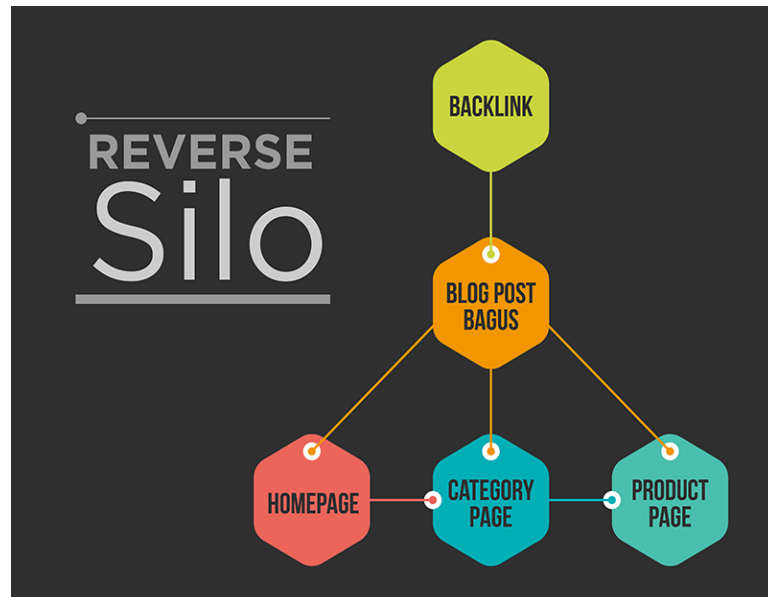 REVERSE
Silo
BACKLINK
BLOG POST
BAGUS
HOMEPAGE
CATEGORY
PAGE
PRODUCT
PAGE